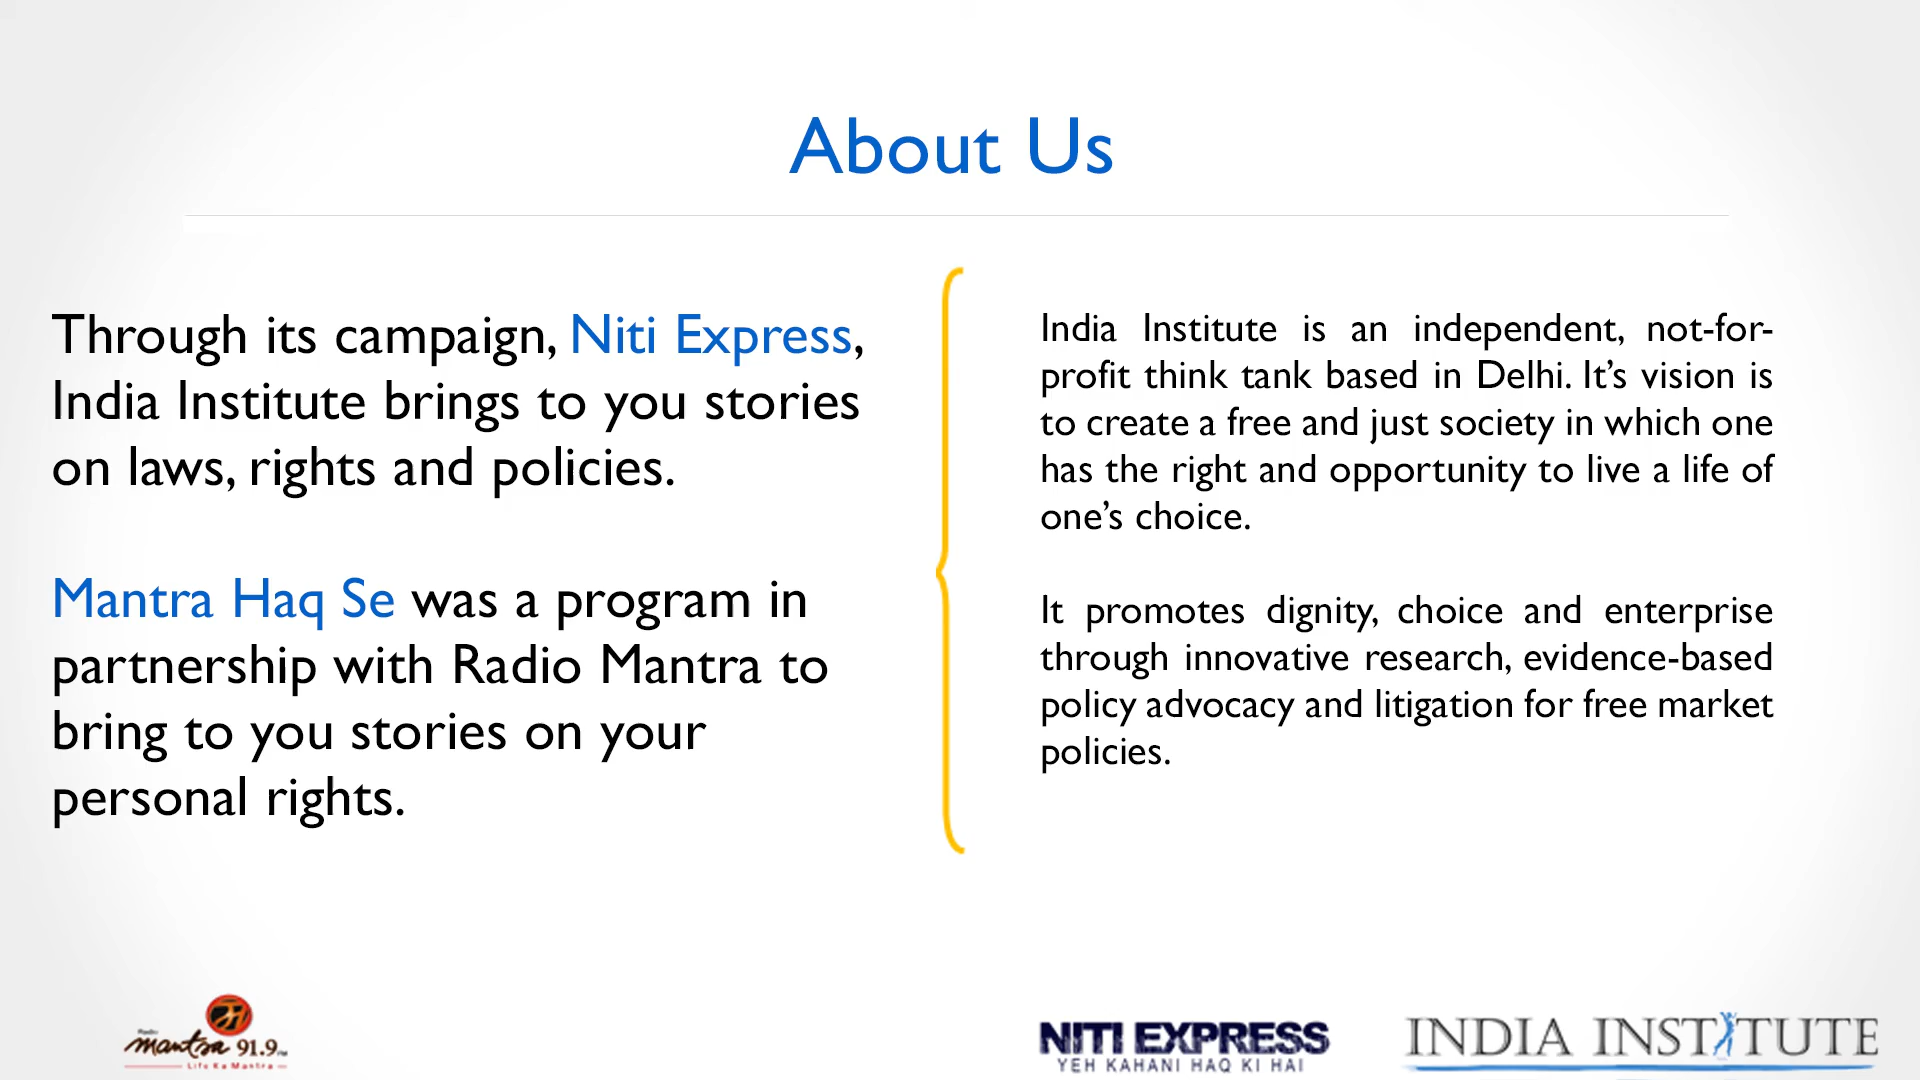 About Us
Through its campaign, Niti Express,
India Institute brings to you stories
on laws, rights and policies.
Mantra Haq Se was a program in
partnership with Radio Mantra to
bring to you stories on your
personal rights.
India Institute is an independent, not-for-
profit think tank based in Delhi. It’s vision is
to create a free and just society in which one
has the right and opportunity to live a life of
one’s choice.
It promotes dignity, choice and enterprise
through innovative research, evidence-based
policy advocacy and litigation for free market
policies.
Radio
Mantra 91.9 FM
Life Ka Mantra
NITI EXPRESS
YEH KAHANI HAQ KI HAI
INDIA INSTITUTE